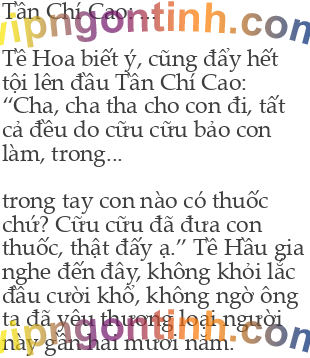 Tần Chí Cao: ...
vipngontinh.com
Tề Hoa biết ý, cũng đẩy hết
tội lên đầu Tần Chí Cao:
“Cha, cha tha cho con đi, tất
cả đều do cữu cữu bảo con
làm, trong...
trong tay con nào có thuốc
chứ? Cữu cữu đã đưa con
thuốc, thật đấy ạ.” Tề Hầu gia
nghe đến đây, không khỏi lắc
đầu cười khổ, không ngờ ông
ta đã yêu thương loại người
vipngontinh.com
này gần hai mươi năm.